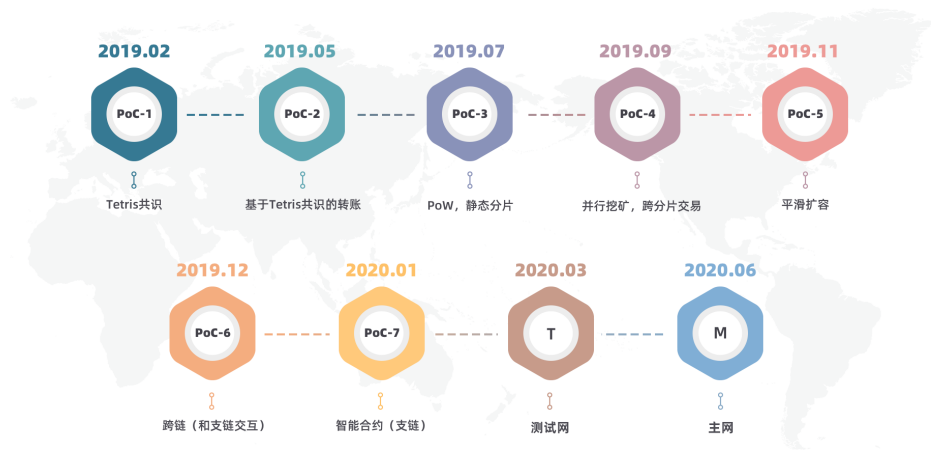 2019.02
2019.05
2019.07
2019.09
2019.11
PoC-1
PoC-2
PoC-3
PoC-4
PoC-5
Tetris共识
基于Tetris共识的转账
PoW，静态分片
并行挖矿，跨分片交易
平滑扩容
2019.12
2020.01
2020.03
2020.06
PoC-6
PoC-7
T
M
跨链（和支链交互）
智能合约（支链）
测试网
主网